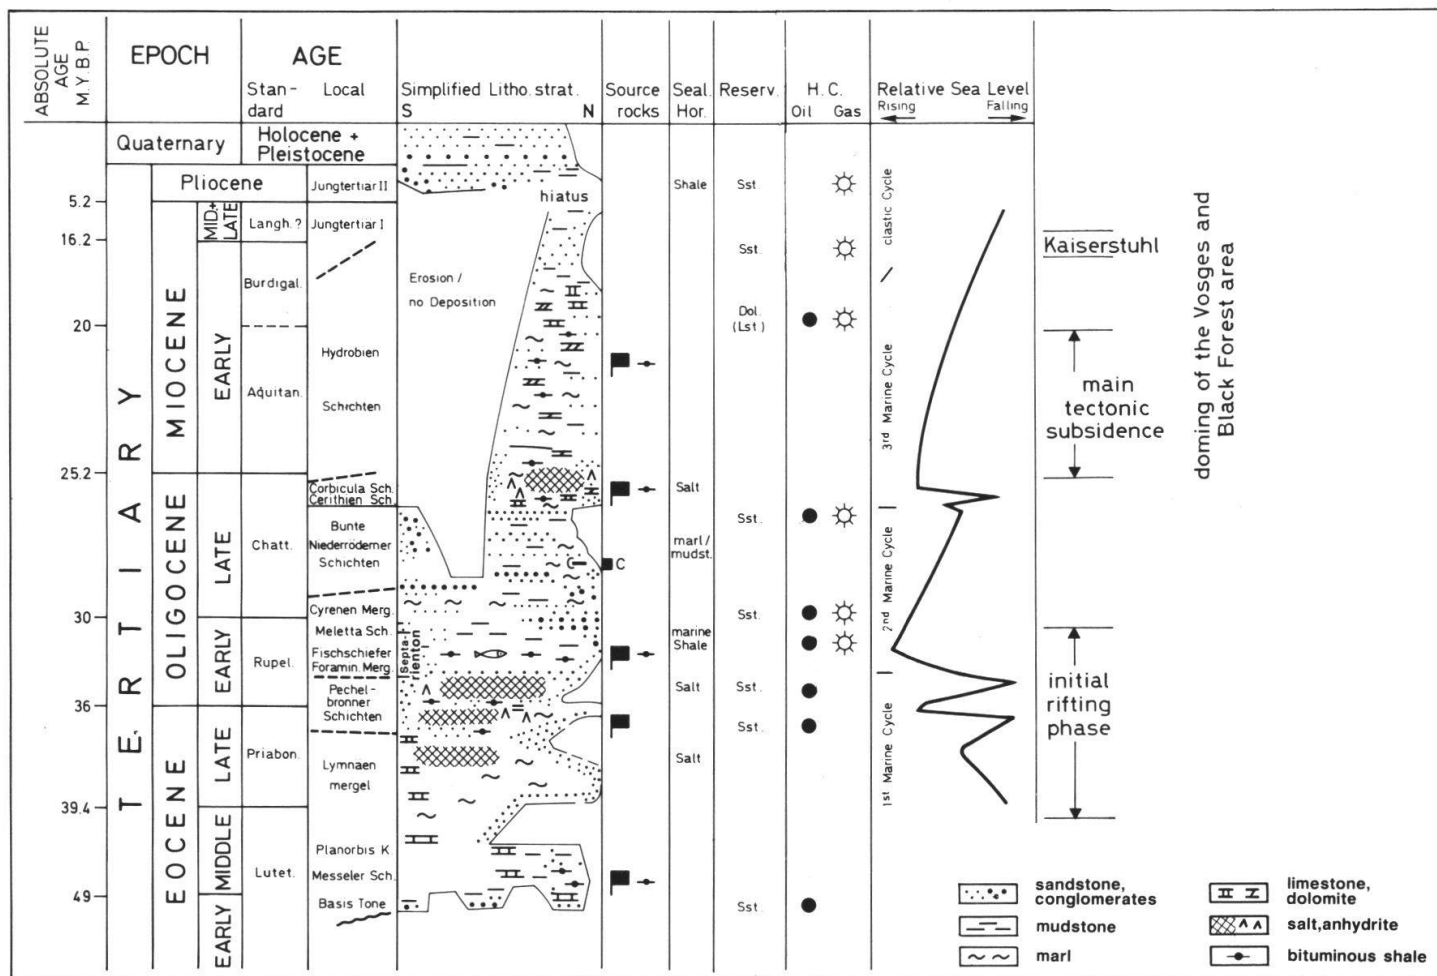 ABSOLUTE
AGE
M.Y.B.P.
EPOCH
AGE
Stan-
dard
Local
Simplified Litho. strat.
S
N
Source
rocks
Seal.
Hor.
Reserv.
H.C.
Oil
Gas
Relative Sea Level
Rising
Falling
Quaternary
Holocene +
Pleistocene
TERTIARY
Pliocene
Jungtertiar II
Shale
Sst
hiatus
5.2
MIOCENE
MID.+
LATE
Langh.?
Jungtertiar I
16.2
Sst.
EARLY
Burdigal.
Erosion /
no Deposition
Dol.
(Lst)
20
Aquitan.
Hydrobien
Schichten
25.2
OLIGOCENE
LATE
Chatt.
Corbicula Sch.
Cerithien Sch.
Salt
Bunte
Niederrödemer
Schichten
Sst.
marl /
mudst.
C
C
Cyrenen Merg.
Sst.
30
EARLY
Rupel.
Meletta Sch.
Fischschiefer
Foramin. Merg.
Septa-
rienton
marine
Shale
Pechel-
bronner
Schichten
Salt
Sst.
36
EOCENE
LATE
Priabon.
Sst.
Lymnaen
mergel
Salt
39.4
MIDDLE
Lutet.
Planorbis K.
Messeler Sch.
49
EARLY
Basis Tone
Sst.
clastic Cycle
3rd Marine Cycle
2nd Marine Cycle
1st Marine Cycle
Kaiserstuhl
main
tectonic
subsidence
initial
rifting
phase
doming of the Vosges and
Black Forest area
sandstone,
conglomerates
mudstone
marl
limestone,
dolomite
salt, anhydrite
bituminous shale